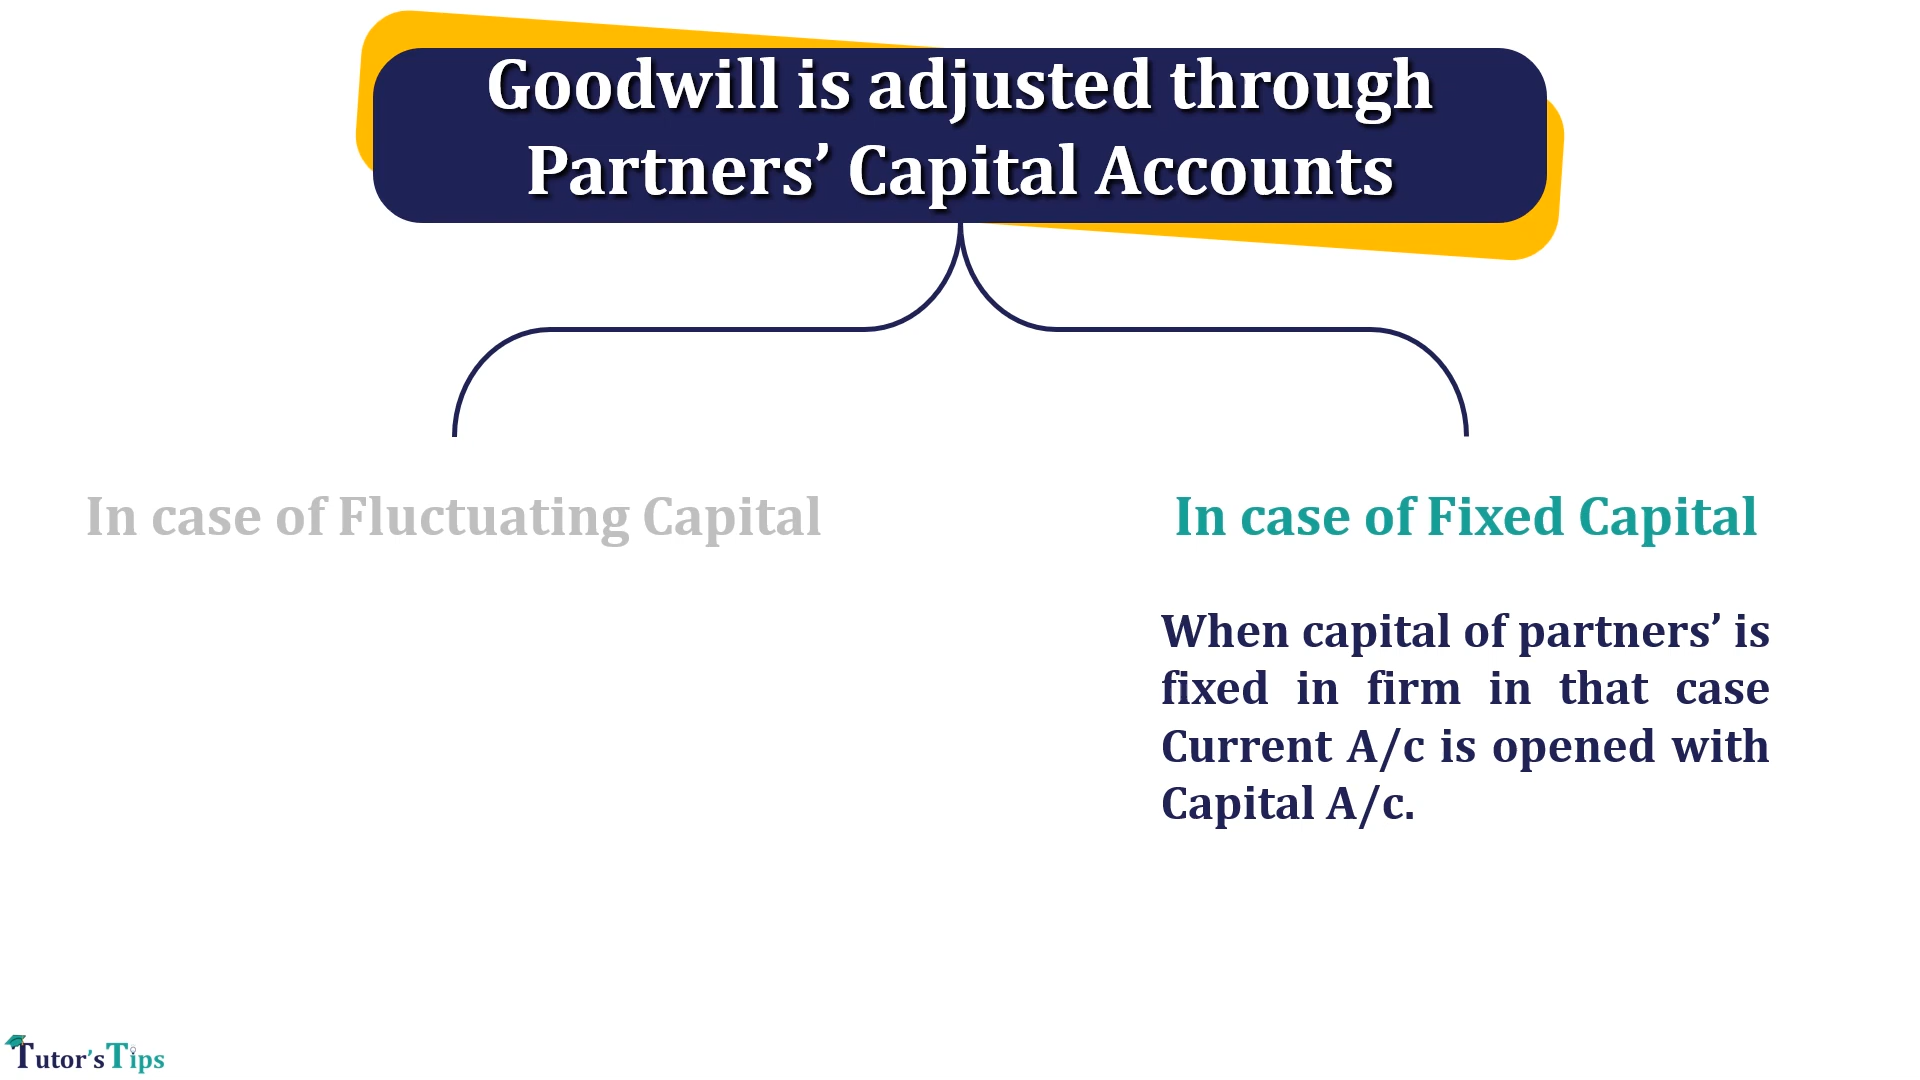 Goodwill is adjusted through
Partners’ Capital Accounts
In case of Fluctuating Capital
In case of Fixed Capital
When capital of partners’ is
fixed in firm in that case
Current A/c is opened with
Capital A/c.
Tutor’sTips